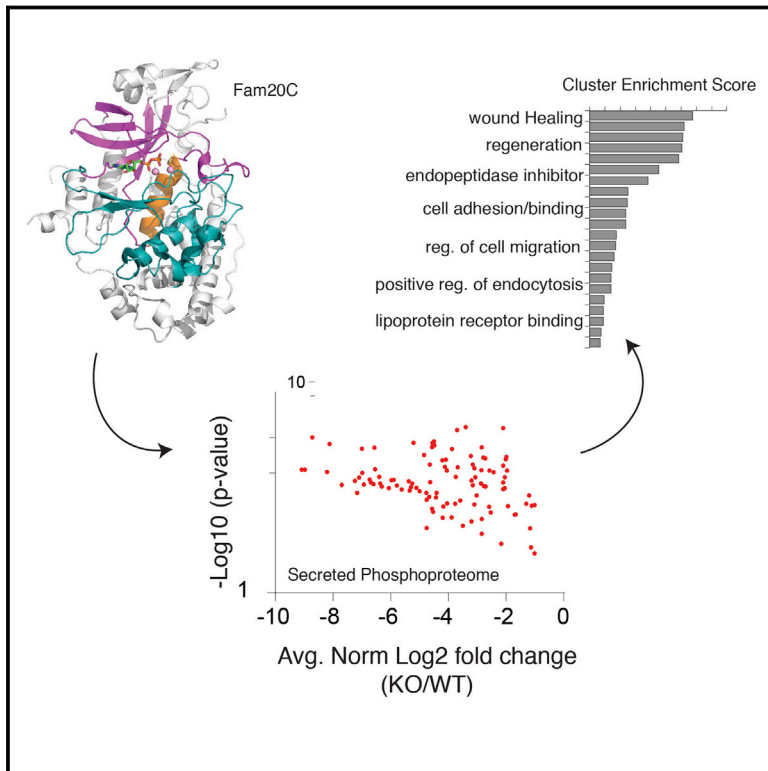 Fam20C
Cluster Enrichment Score
wound Healing
regeneration
endopeptidase inhibitor
cell adhesion/binding
reg. of cell migration
positive reg. of endocytosis
lipoprotein receptor binding
10
-Log10 (p-value)
Secreted Phosphoproteome
1
-10 -8 -6 -4 -2 0
Avg. Norm Log2 fold change
(KO/WT)